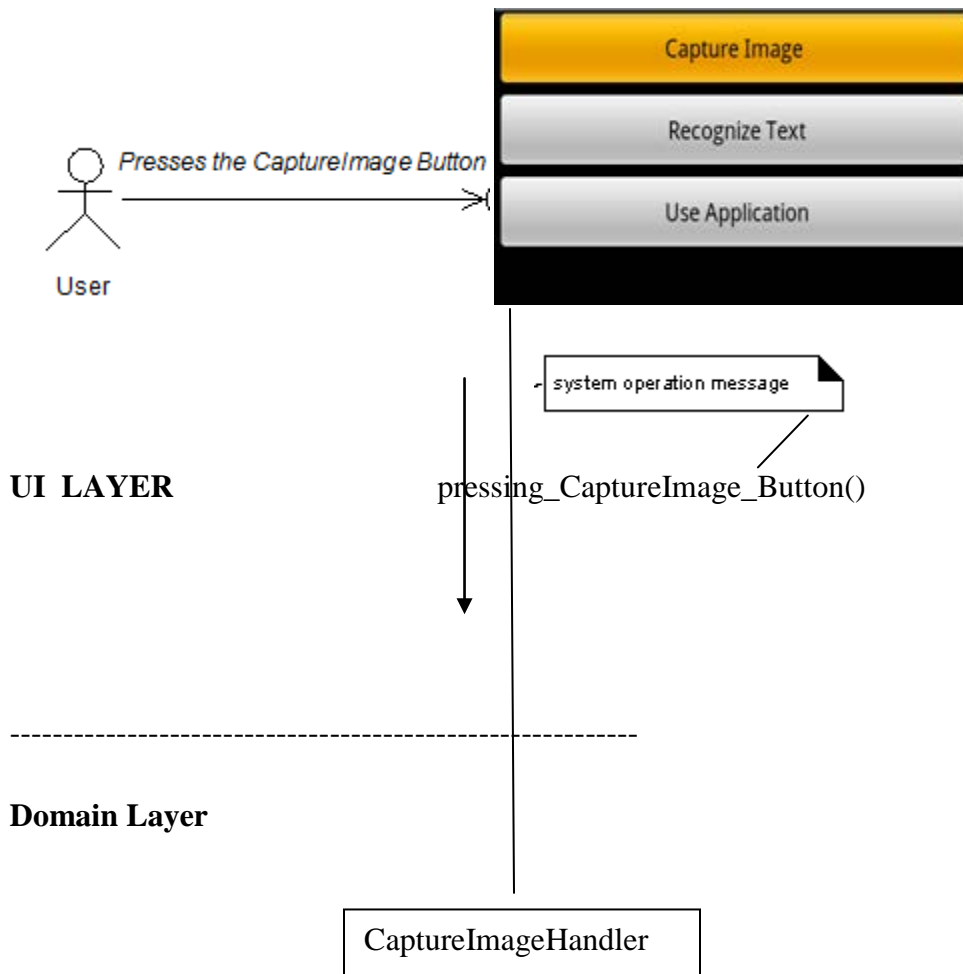 Capture Image
Recognize Text
Presses the CaptureImage Button
Use Application
User
system operation message
UI LAYER
pressing_CaptureImage_Button()
Domain Layer
CaptureImageHandler